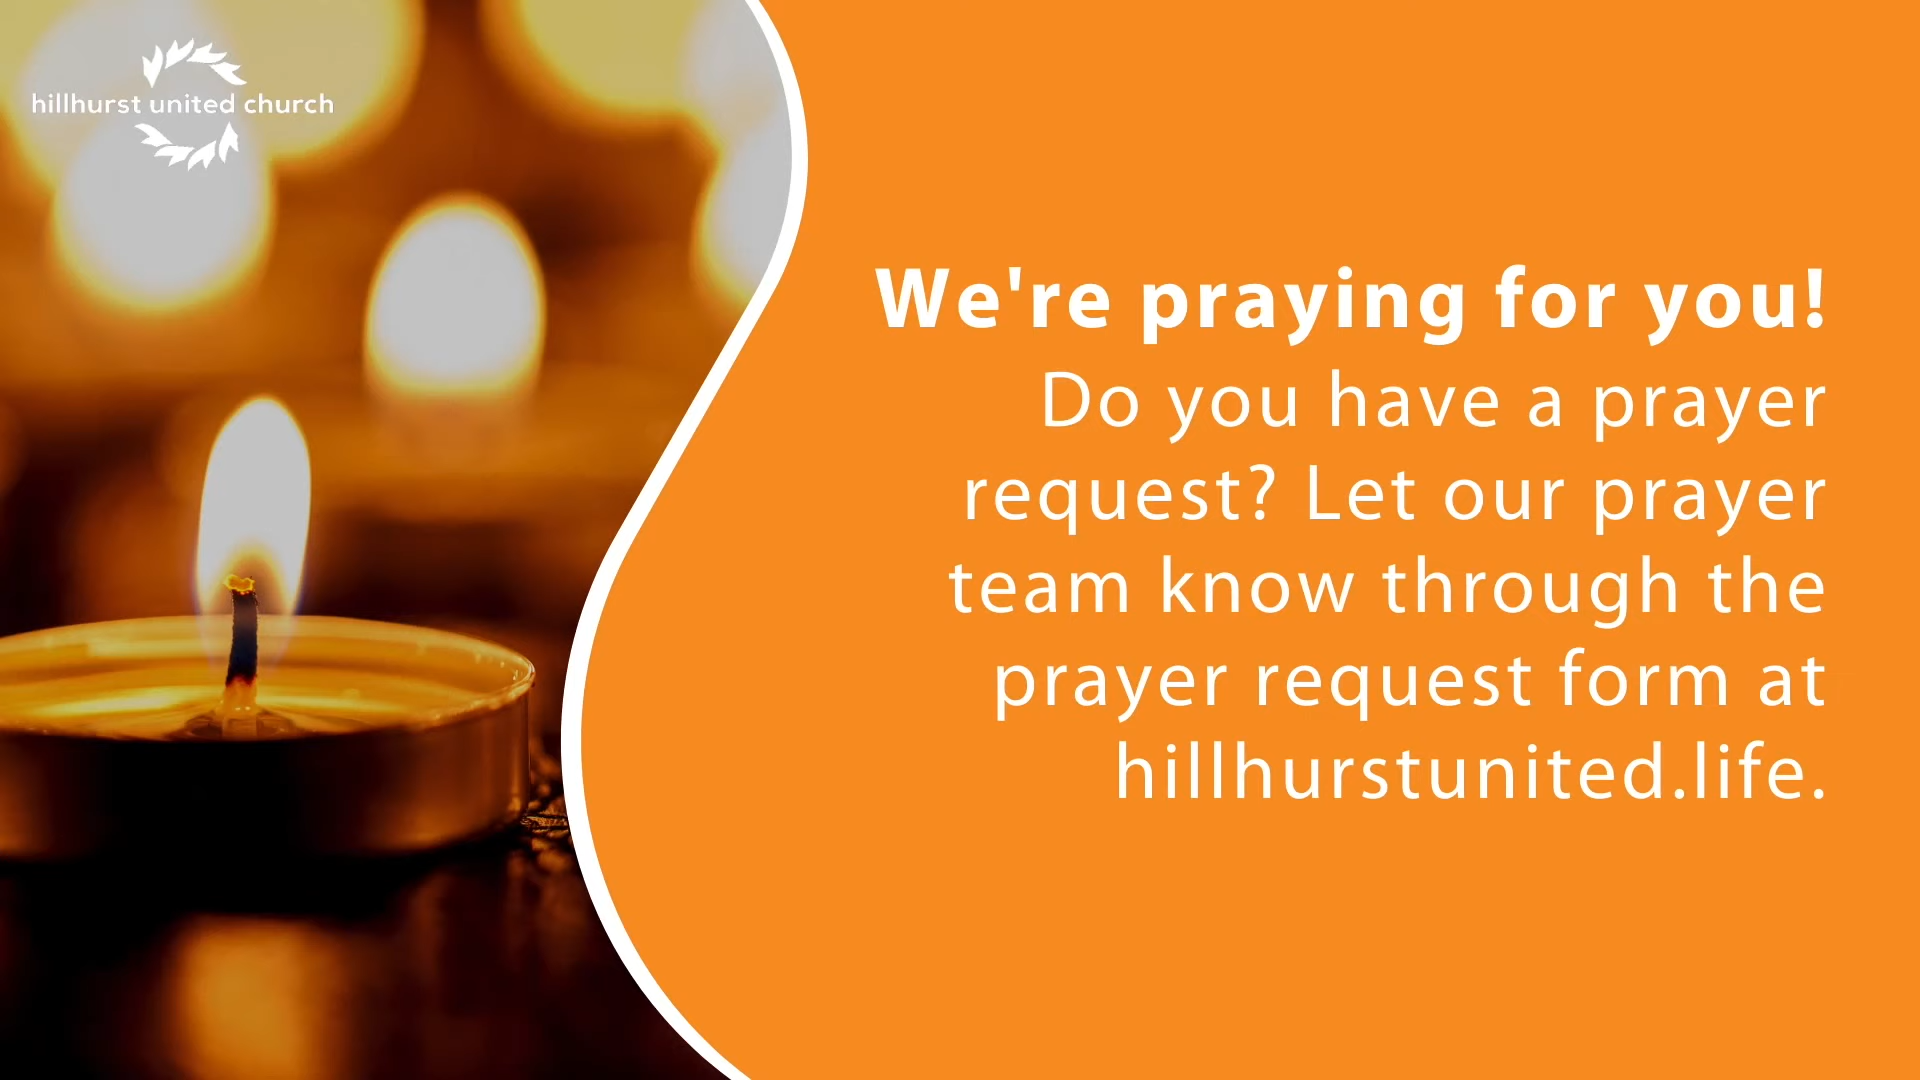 hillhurst united church
We're praying for you!
Do you have a prayer
request? Let our prayer
team know through the
prayer request form at
hillhurstunited.life.